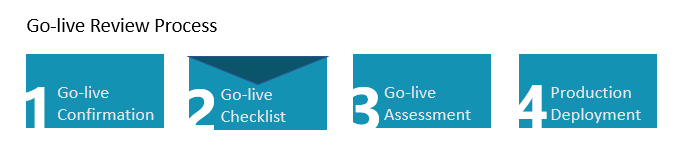 Go-live Review Process
1 Go-live
Confirmation
2 Go-live
Checklist
3 Go-live
Assessment
4 Production
Deployment